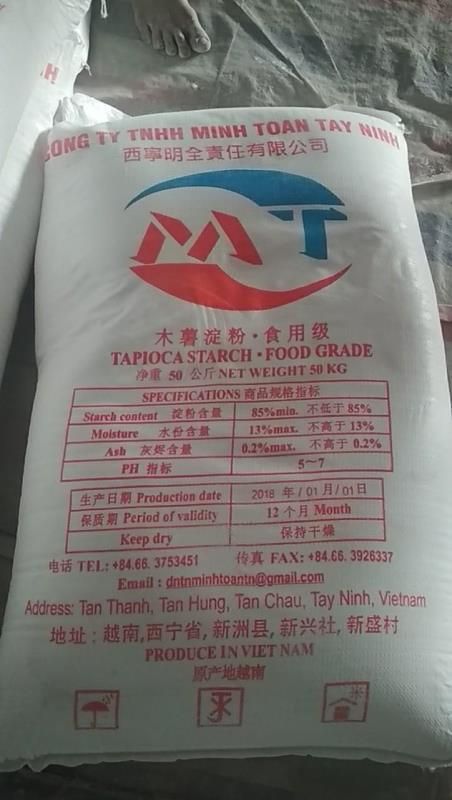 H
CONG TY TNHH MINH TOAN TAY NINH
西寧明全責任有限公司
MT
木薯淀粉·食用级
TAPIOCA STARCH · FOOD GRADE
净重 50 公斤 NET WEIGHT 50 KG
SPECIFICATIONS 商品规格指标
Starch content 淀粉含量 85%min. 不低于 85%
Moisture 水份含量 13%max. 不高于 13%
Ash 灰烬含量 0.2%max. 不高于 0.2%
PH 指标 5~7
生产日期 Production date 2018 年/01月/01日
保质期 Period of validity 12 个月 Month
Keep dry 保持干燥
电话 TEL: +84.66. 3753451 传真 FAX: +84.66. 3926337
Email : dntnminhtoantn@gmail.com
Address: Tan Thanh, Tan Hung, Tan Chau, Tay Ninh, Vietnam
地址: 越南,西宁省, 新洲县, 新兴社, 新盛村
PRODUCE IN VIET NAM
原产地越南